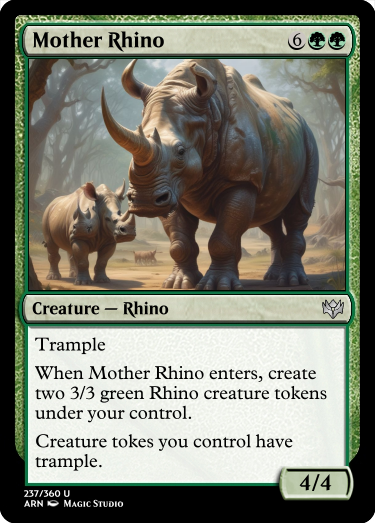 Mother Rhino 6
Creature — Rhino
Trample
When Mother Rhino enters, create
two 3/3 green Rhino creature tokens
under your control.
Creature tokes you control have
trample.
4/4
237/360 U
ARN Magic Studio